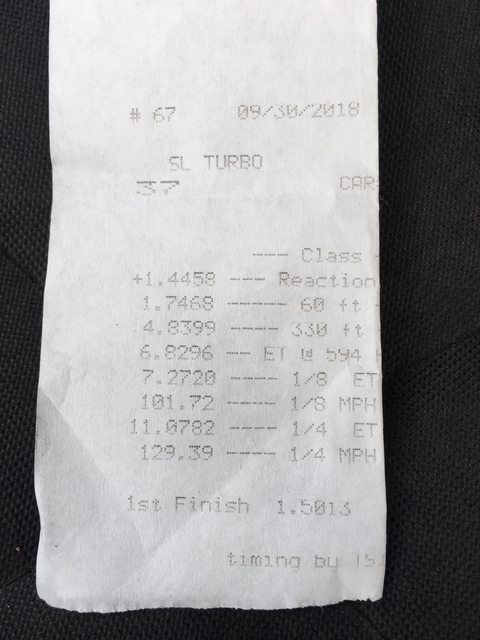 # 67 09/30/2018
SL TURBO
37 CAR
--- Class
+1.4458 --- Reaction
1.7468 ----- 60 ft
4.8399 ---- 330 ft
6.8296 -- ET @ 594
7.2720 ---- 1/8 ET
101.72 ---- 1/8 MPH
11.0782 ---- 1/4 ET
129.39 ---- 1/4 MPH
1st Finish 1.5013
timing by